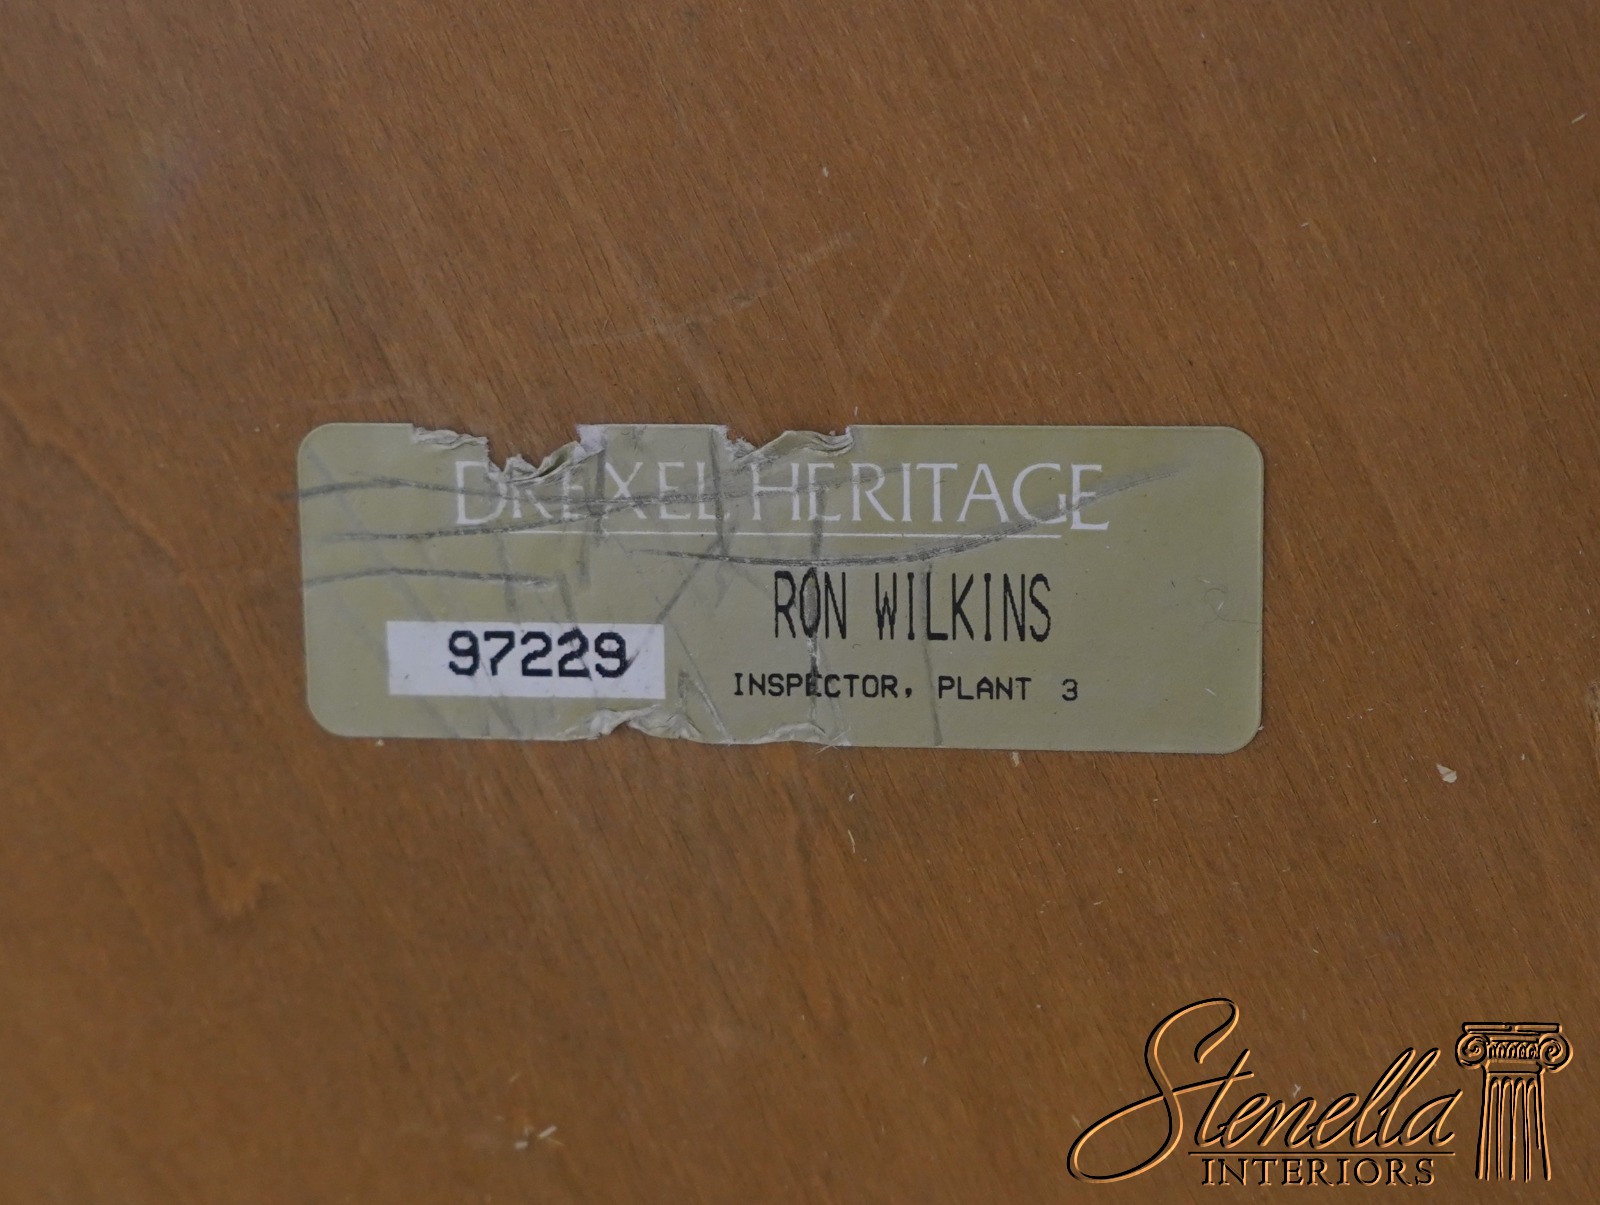 DREXEL HERITAGE
RON WILKINS
97229
INSPECTOR, PLANT 3
Stenella
INTERIORS